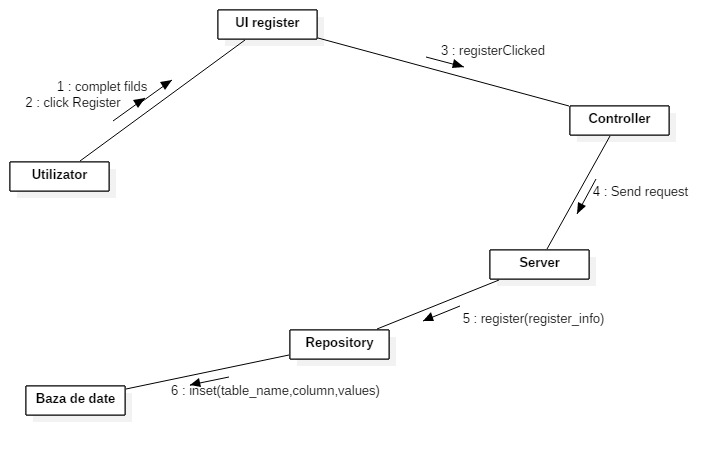 UI register
3 : registerClicked
1 : complet filds
2 : click Register
Controller
Utilizator
4 : Send request
Server
5 : register(register_info)
Repository
6 : inset(table_name,column,values)
Baza de date